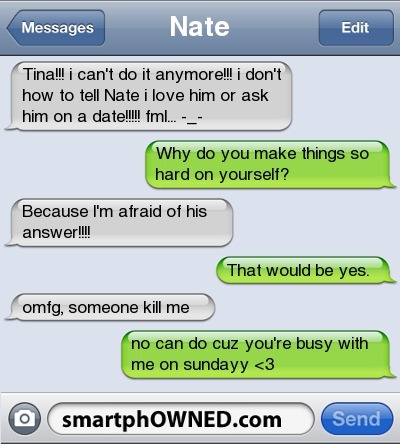 Messages
Nate
Edit
Tina!!! i can't do it anymore!!! i don't
how to tell Nate i love him or ask
him on a date!!!!! fml... -_-
Why do you make things so
hard on yourself?
Because I'm afraid of his
answer!!!!
That would be yes.
omfg, someone kill me
no can do cuz you're busy with
me on sundayy <3
smartphOWNED.com
Send